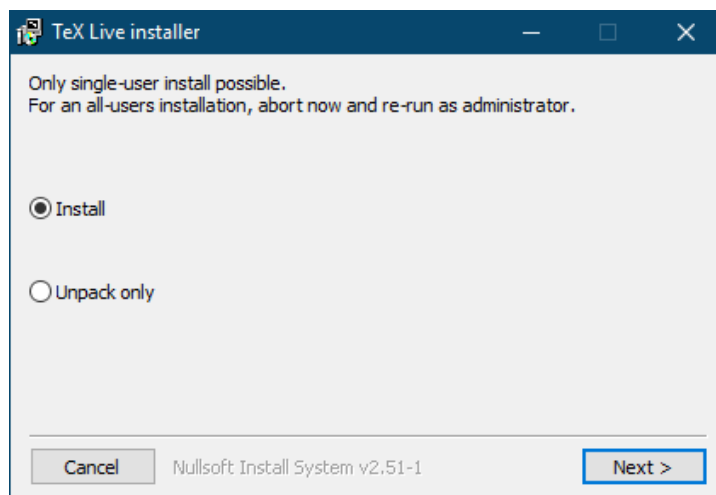 TeX Live installer
Only single-user install possible.
For an all-users installation, abort now and re-run as administrator.
Install
Unpack only
Cancel
Nullsoft Install System v2.51-1
Next >